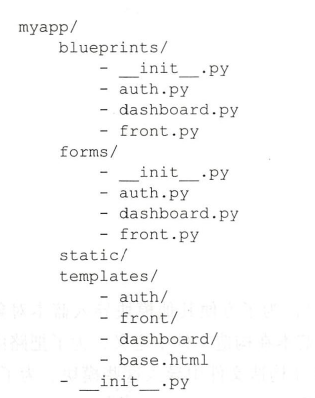 myapp/
blueprints/
- __init__.py
- auth.py
- dashboard.py
- front.py
forms/
- __init__.py
- auth.py
- dashboard.py
- front.py
static/
templates/
- auth/
- front/
- dashboard/
- base.html
- __init__.py